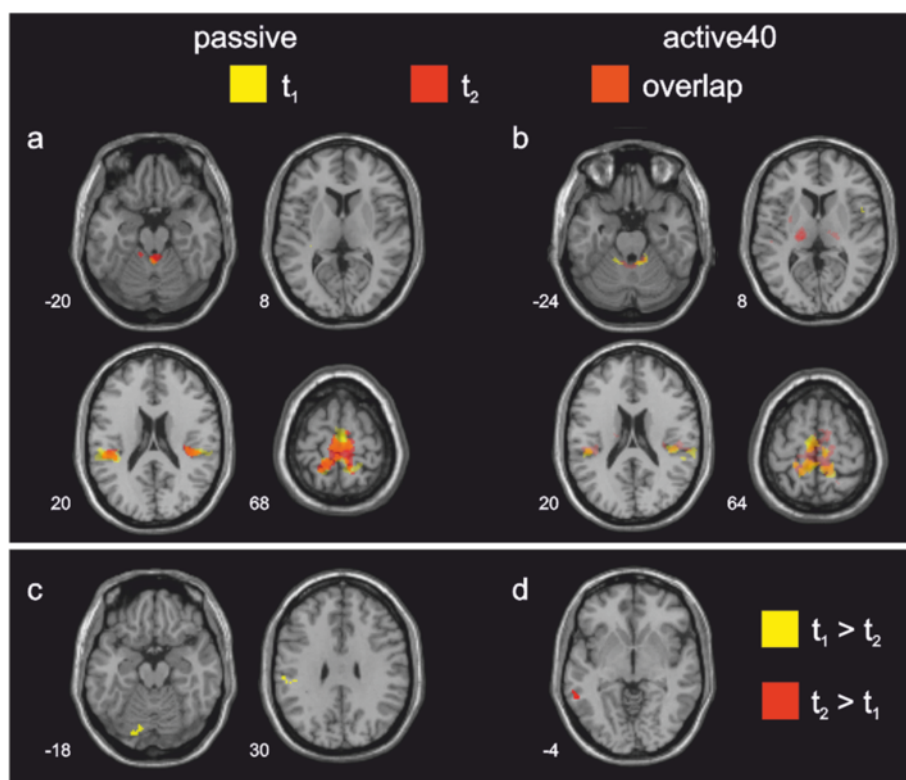 passive active40
t₁ t₂ overlap
a b
-20 8 -24 8
20 68 20 64
c d
t₁ > t₂
t₂ > t₁
-18 30 -4